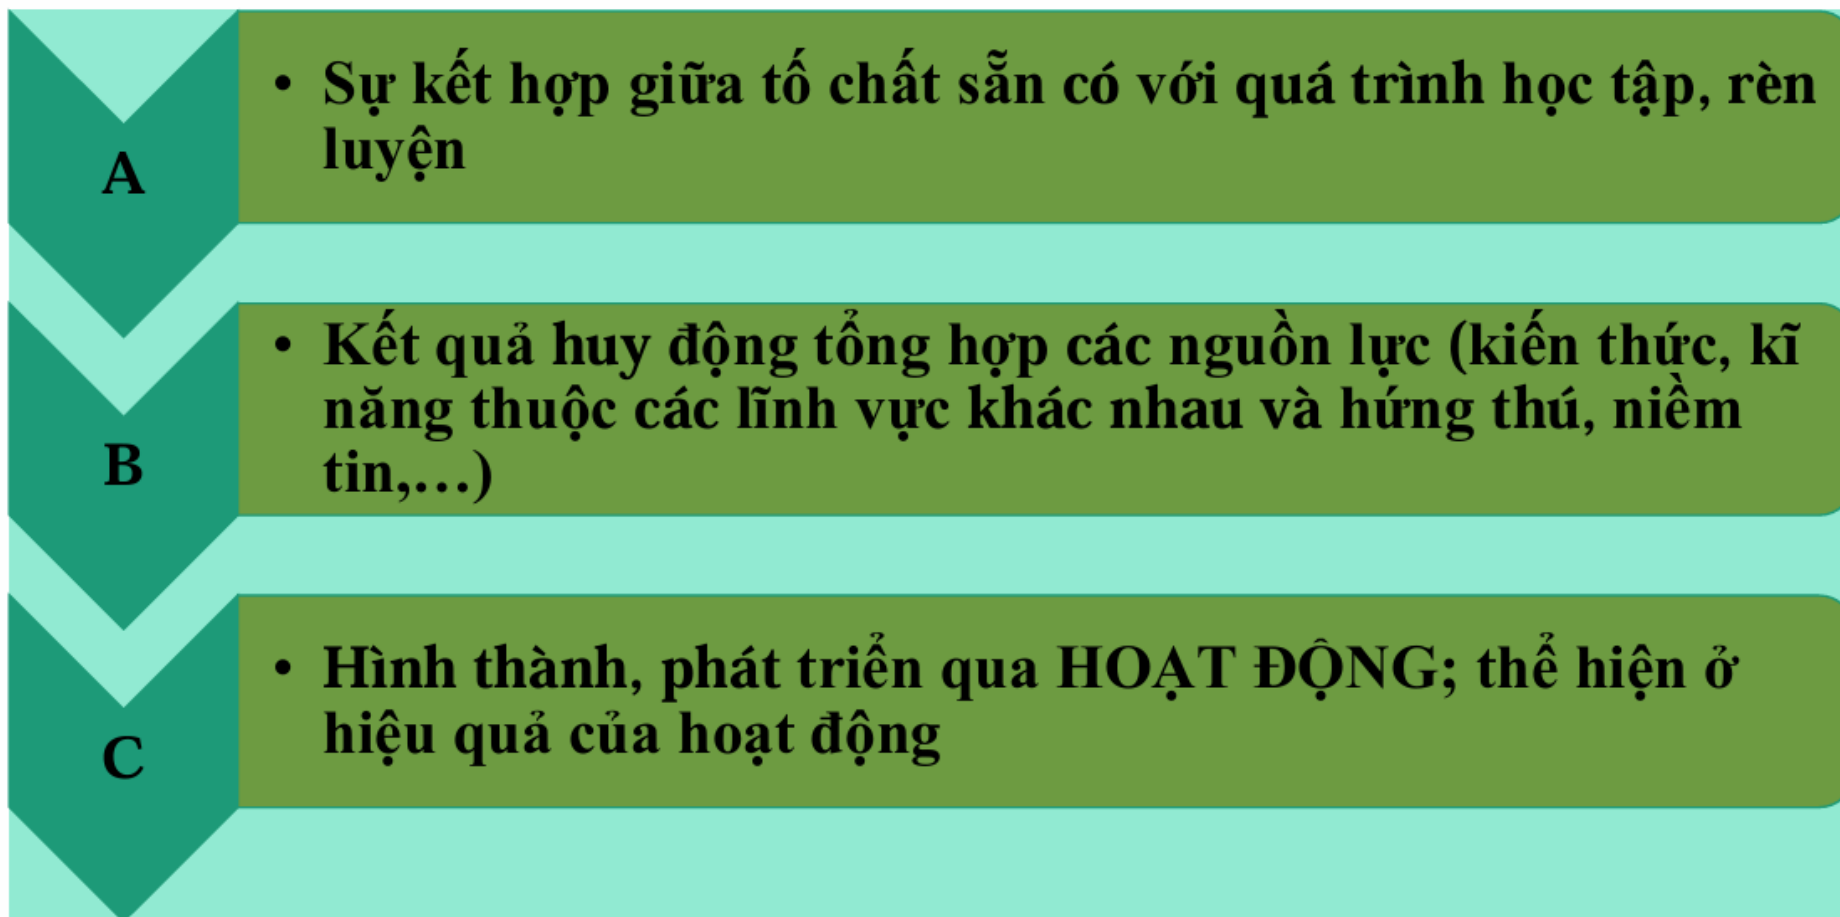 A
• Sự kết hợp giữa tố chất sẵn có với quá trình học tập, rèn
luyện
B
• Kết quả huy động tổng hợp các nguồn lực (kiến thức, kĩ
năng thuộc các lĩnh vực khác nhau và hứng thú, niềm
tin,...)
C
• Hình thành, phát triển qua HOẠT ĐỘNG; thể hiện ở
hiệu quả của hoạt động